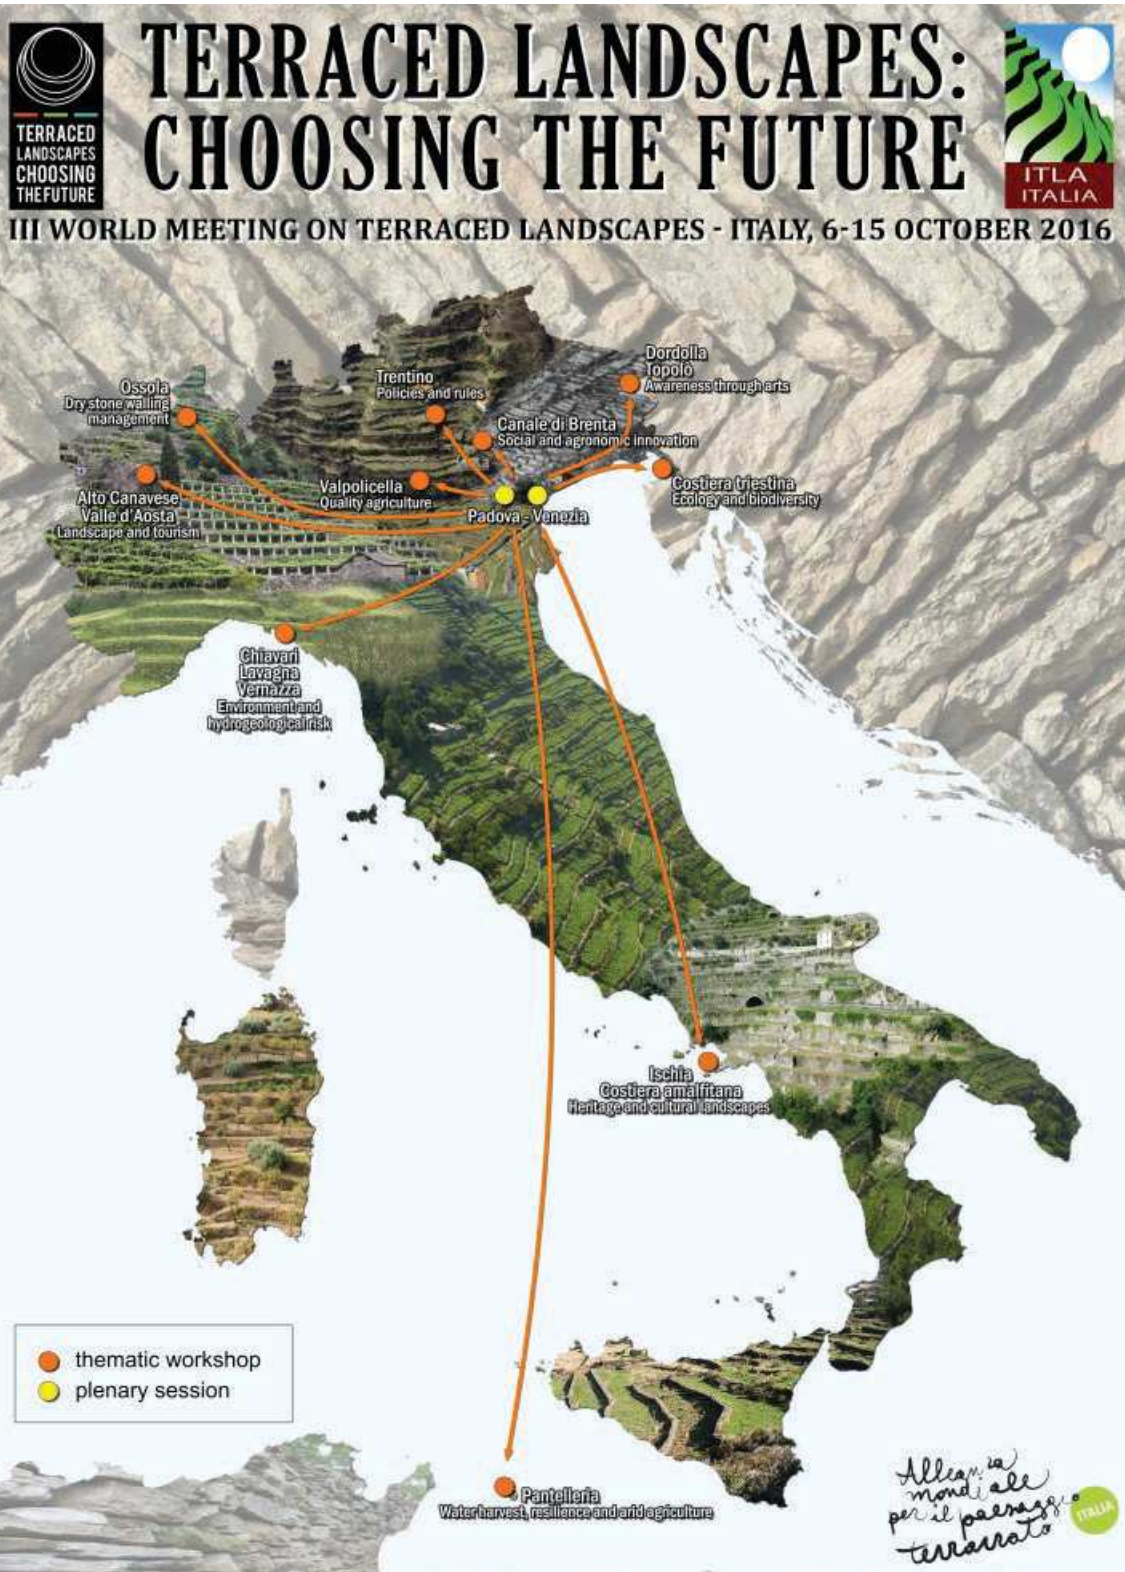 TERRACED LANDSCAPES:
CHOOSING THE FUTURE
TERRACED
LANDSCAPES
CHOOSING
THE FUTURE
ITLA
ITALIA
III WORLD MEETING ON TERRACED LANDSCAPES - ITALY, 6-15 OCTOBER 2016
Dordolla
Topolò
Awareness through arts
Trentino
Policies and rules
Ossola
Dry stone walling
management
Canale di Brenta
Social and agronomic innovation
Valpolicella
Quality agriculture
Costiera triestina
Ecology and biodiversity
Alto Canavese
Valle d'Aosta
Landscape and tourism
Padova - Venezia
Chiavari
Lavagna
Vernazza
Environment and
hydrogeological risk
Ischia
Costiera amalfitana
Heritage and cultural landscapes
thematic workshop
plenary session
Pantelleria
Water harvest, resilience and arid agriculture
Alleanza
mondiale
per il paesaggio
terrazzato
ITALIA